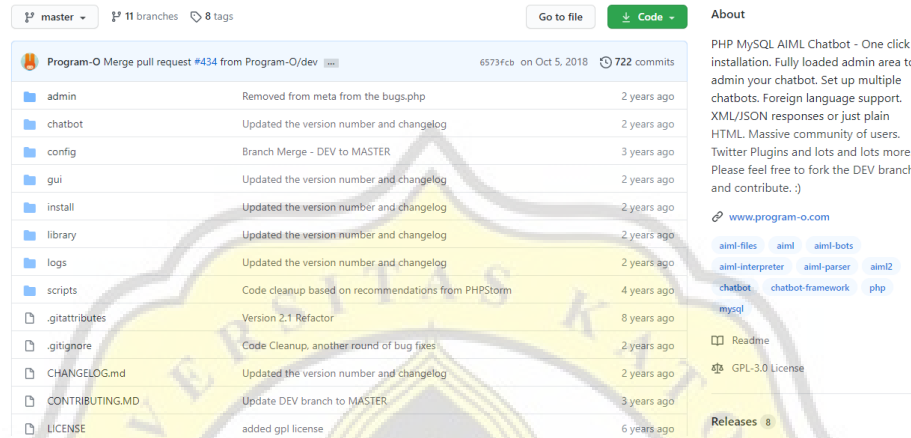 master
11 branches
8 tags
Go to file
Code
Program-O Merge pull request #434 from Program-O/dev ...
6573fcb on Oct 5, 2018
722 commits
admin Removed from meta from the bugs.php 2 years ago
chatbot Updated the version number and changelog 2 years ago
config Branch Merge - DEV to MASTER 3 years ago
gui Updated the version number and changelog 2 years ago
install Updated the version number and changelog 2 years ago
library Updated the version number and changelog 2 years ago
logs Updated the version number and changelog 2 years ago
scripts Code cleanup based on recommendations from PHPStorm 4 years ago
.gitattributes Version 2.1 Refactor 8 years ago
.gitignore Code Cleanup, another round of bug fixes 2 years ago
CHANGELOG.md Updated the version number and changelog 2 years ago
CONTRIBUTING.MD Update DEV branch to MASTER 3 years ago
LICENSE added gpl license 6 years ago
About
PHP MySQL AIML Chatbot - One click
installation. Fully loaded admin area to
admin your chatbot. Set up multiple
chatbots. Foreign language support.
XML/JSON responses or just plain
HTML. Massive community of users.
Twitter Plugins and lots and lots more
Please feel free to fork the DEV branch
and contribute. :)
www.program-o.com
aiml-files aiml aiml-bots
aiml-interpreter aiml-parser aiml2
chatbot chatbot-framework php
mysql
Readme
GPL-3.0 License
Releases 8
VERSITAS KAT